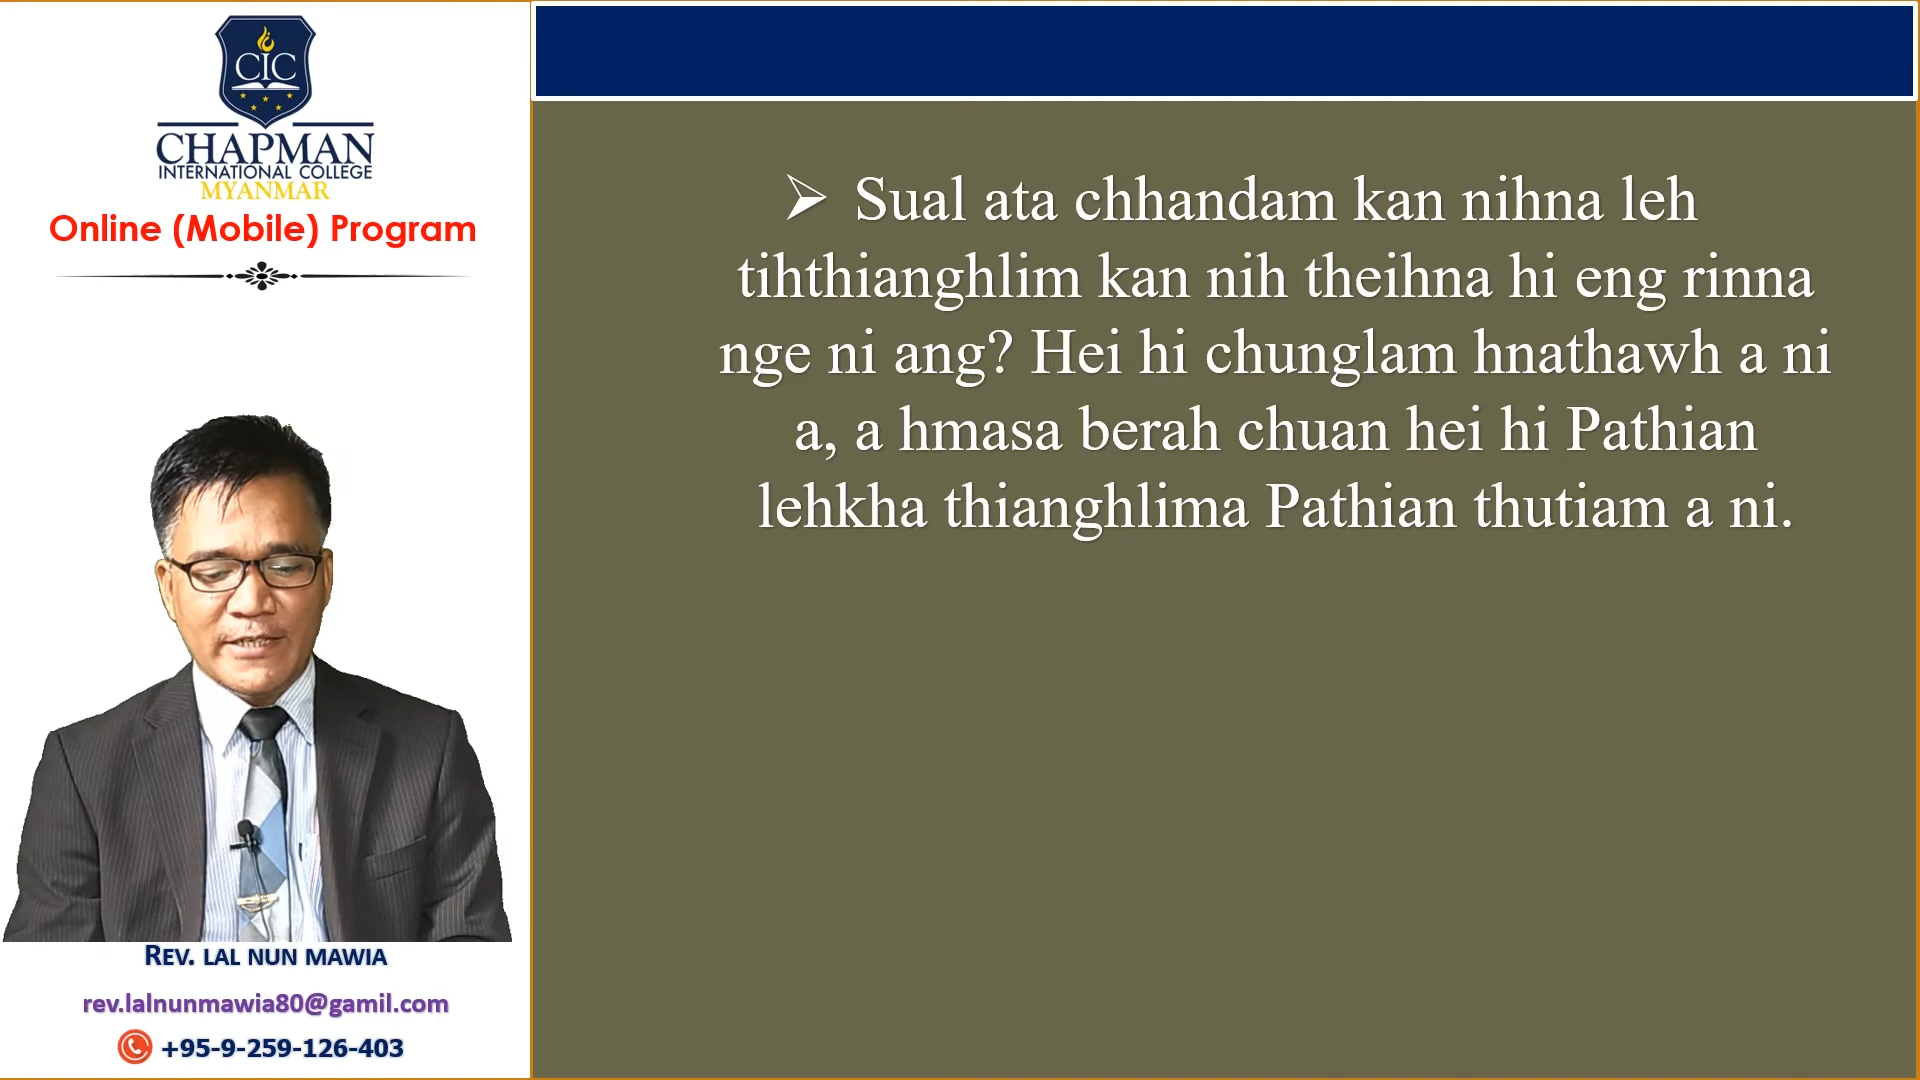 CIC
CHAPMAN
INTERNATIONAL COLLEGE
MYANMAR
Online (Mobile) Program
REV. LAL NUN MAWIA
rev.lalnunmawia80@gamil.com
+95-9-259-126-403
➢ Sual ata chhandam kan nihna leh
tihthianghlim kan nih theihna hi eng rinna
nge ni ang? Hei hi chunglam hnathawh a ni
a, a hmasa berah chuan hei hi Pathian
lehkha thianghlima Pathian thutiam a ni.